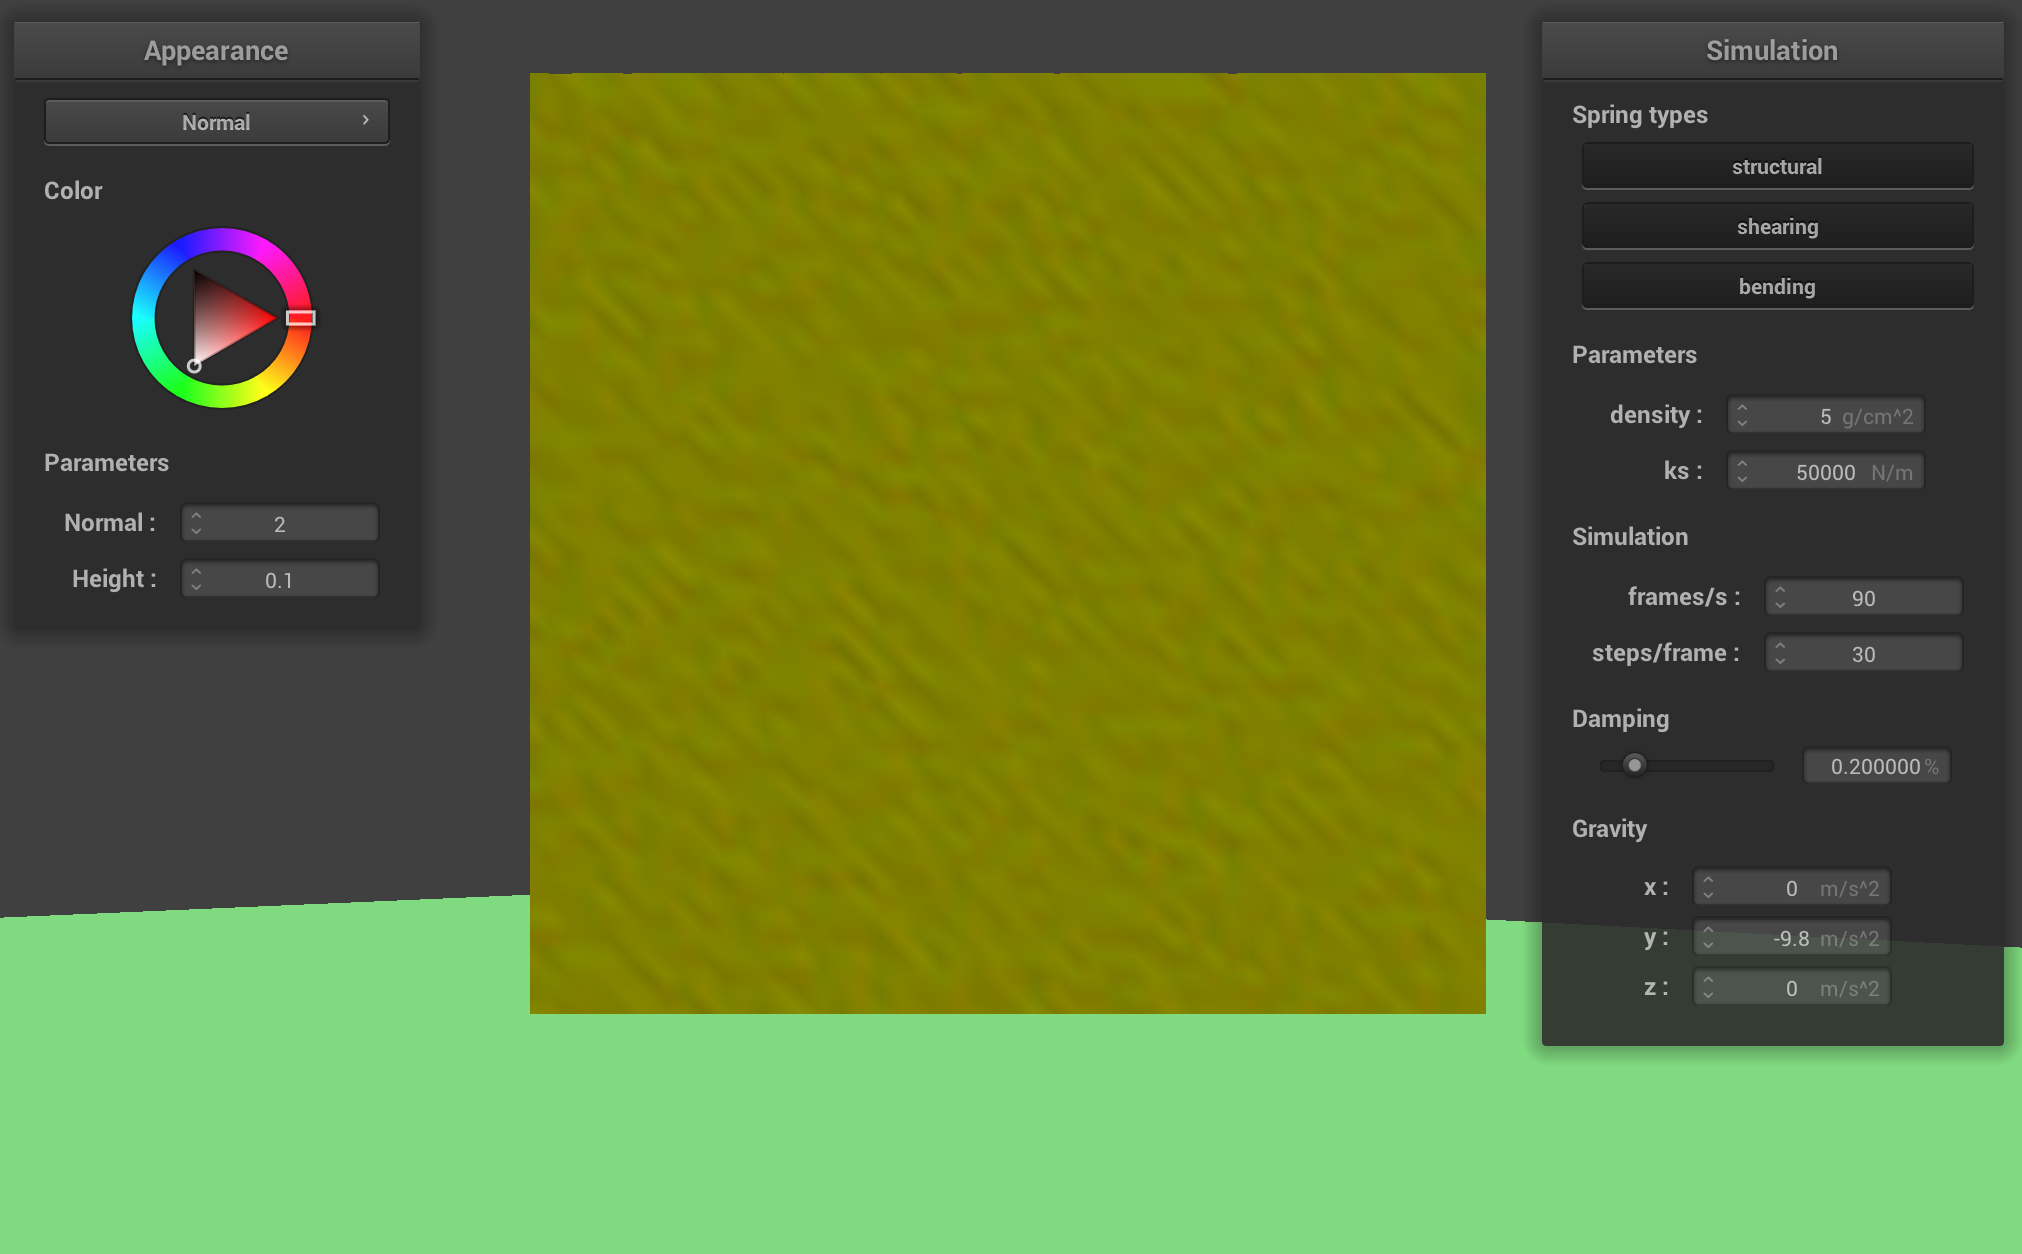 Appearance
Normal
Color
Parameters
Normal : 2
Height : 0.1
Simulation
Spring types
structural
shearing
bending
Parameters
density : 5 g/cm^2
ks : 50000 N/m
Simulation
frames/s : 90
steps/frame : 30
Damping
0.200000 %
Gravity
x : 0 m/s^2
y : -9.8 m/s^2
z : 0 m/s^2